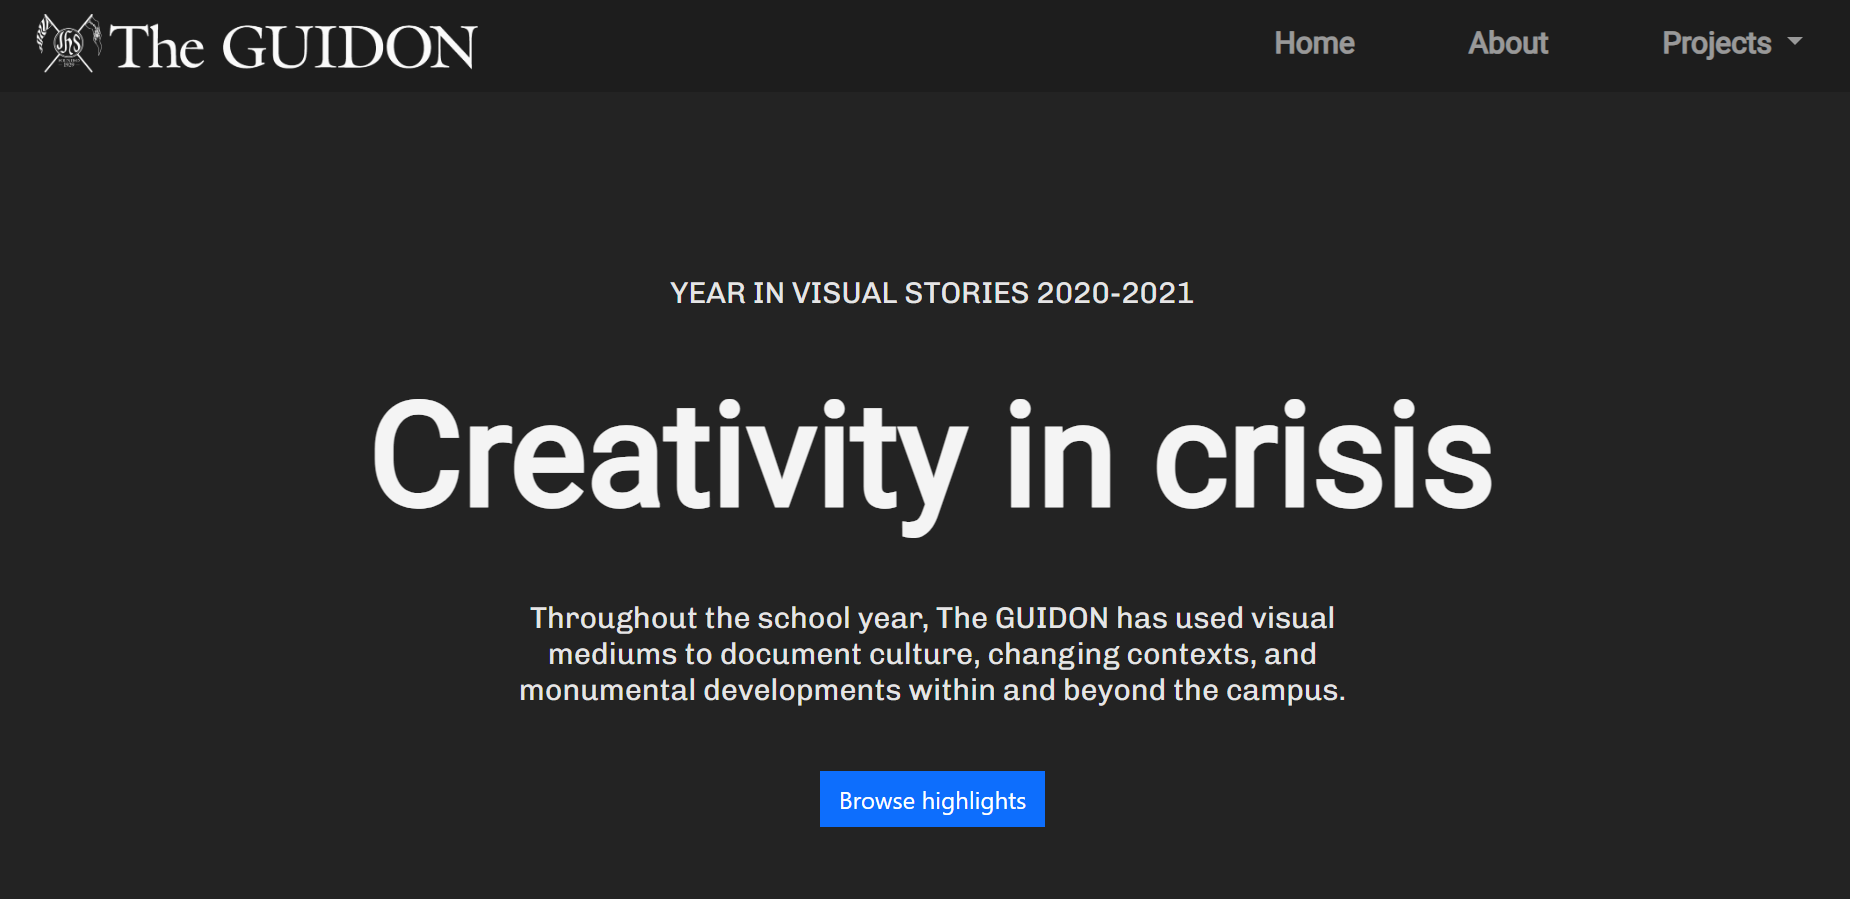 The GUIDON
Home
About
Projects
YEAR IN VISUAL STORIES 2020-2021
Creativity in crisis
Throughout the school year, The GUIDON has used visual
mediums to document culture, changing contexts, and
monumental developments within and beyond the campus.
Browse highlights